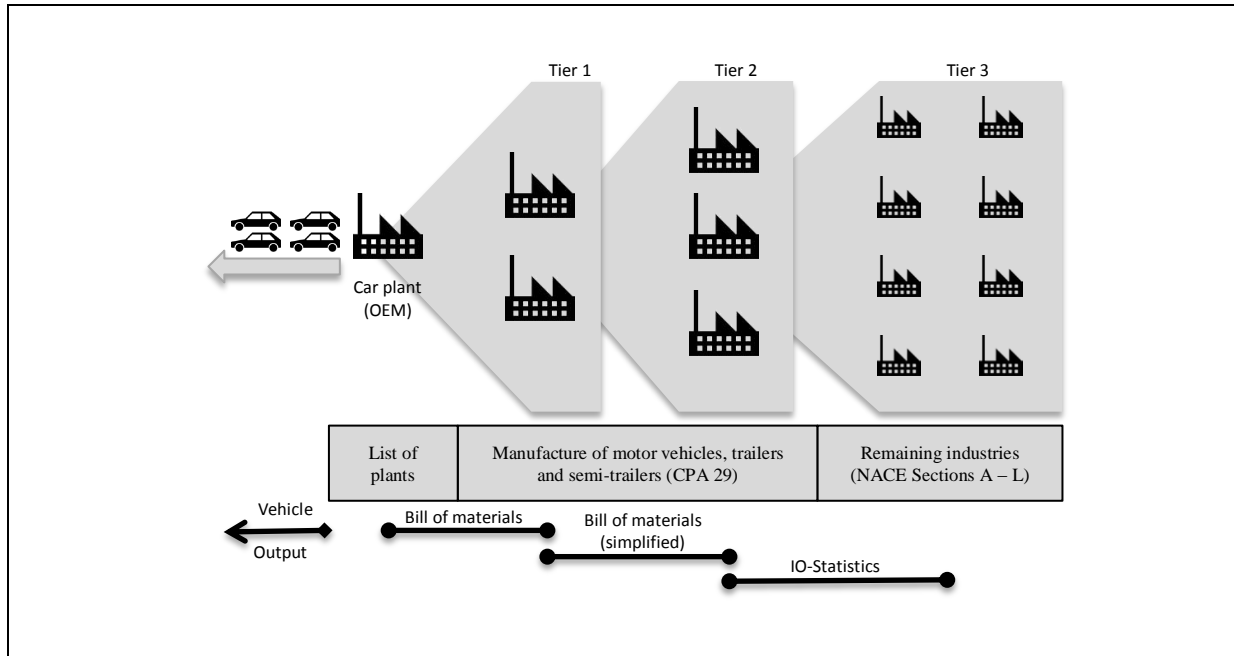 Tier 1
Tier 2
Tier 3
Car plant
(OEM)
List of
plants
Manufacture of motor vehicles, trailers
and semi-trailers (CPA 29)
Remaining industries
(NACE Sections A – L)
Vehicle
Output
Bill of materials
Bill of materials
(simplified)
IO-Statistics